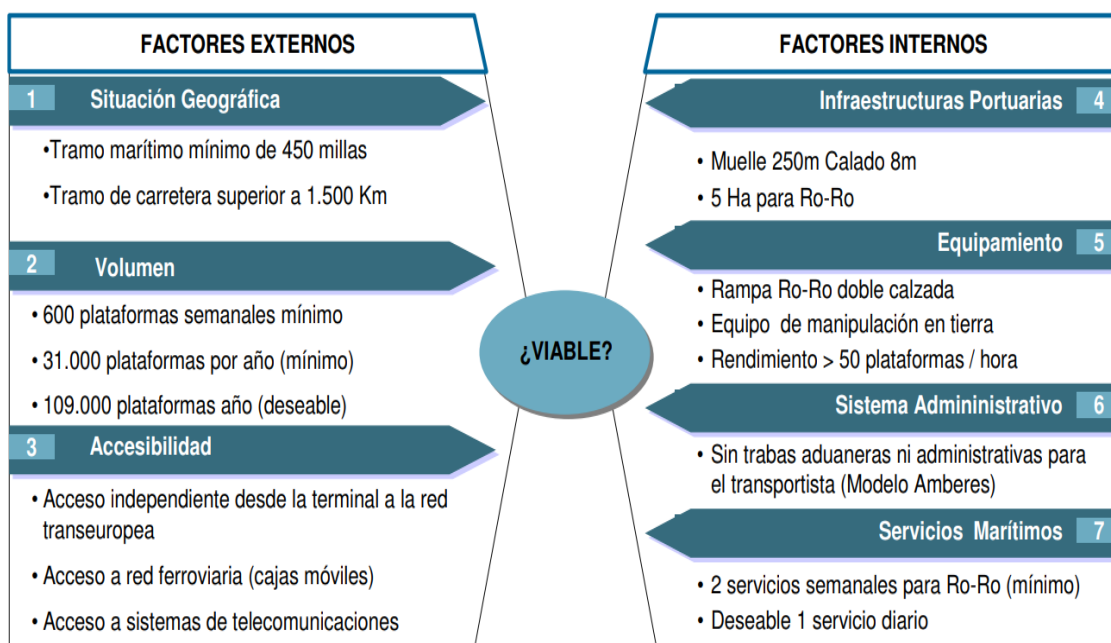 FACTORES EXTERNOS
1 Situación Geográfica
•Tramo marítimo mínimo de 450 millas
•Tramo de carretera superior a 1.500 Km
2 Volumen
• 600 plataformas semanales mínimo
• 31.000 plataformas por año (mínimo)
• 109.000 plataformas año (deseable)
3 Accesibilidad
• Acceso independiente desde la terminal a la red
transeuropea
• Acceso a red ferroviaria (cajas móviles)
• Acceso a sistemas de telecomunicaciones
¿VIABLE?
FACTORES INTERNOS
Infraestructuras Portuarias 4
• Muelle 250m Calado 8m
• 5 Ha para Ro-Ro
Equipamiento 5
• Rampa Ro-Ro doble calzada
• Equipo de manipulación en tierra
• Rendimiento > 50 plataformas / hora
Sistema Admininistrativo 6
• Sin trabas aduaneras ni administrativas para
el transportista (Modelo Amberes)
Servicios Marítimos 7
• 2 servicios semanales para Ro-Ro (mínimo)
• Deseable 1 servicio diario